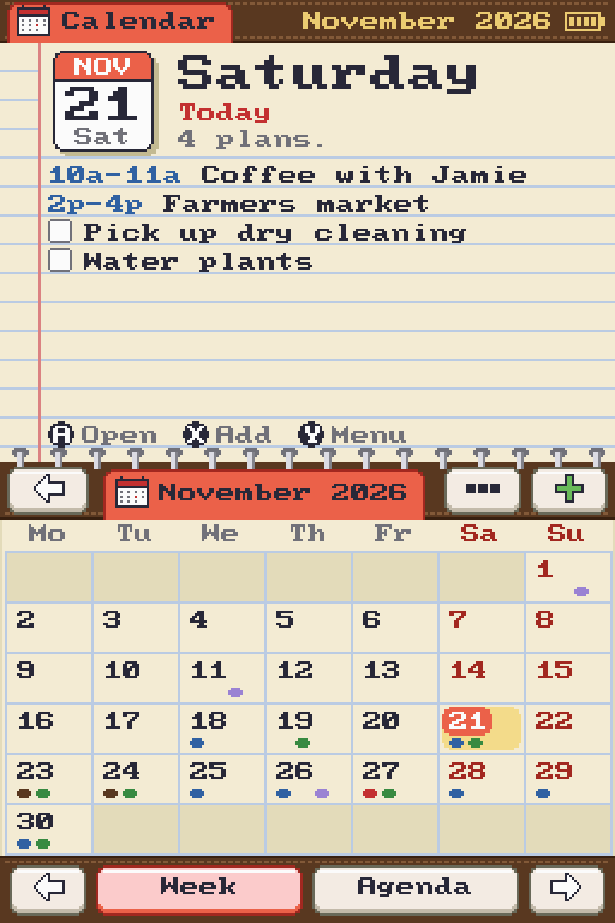 Calendar
November 2026
NOV
21
Sat
Saturday
Today
4 plans.
10a-11a Coffee with Jamie
2p-4p Farmers market
Pick up dry cleaning
Water plants
A Open X Add Y Menu
November 2026
Mo Tu We Th Fr Sa Su
1
2 3 4 5 6 7 8
9 10 11 12 13 14 15
16 17 18 19 20 21 22
23 24 25 26 27 28 29
30
Week
Agenda